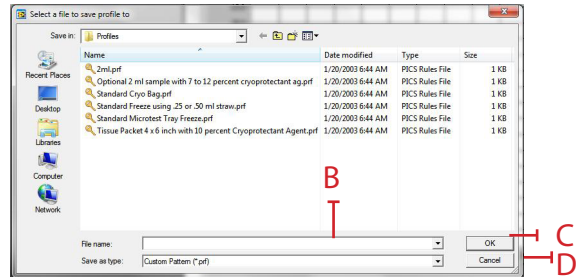 Select a file to save profile to
Save in: Profiles
Name Date modified Type Size
2ml.prf 1/20/2003 6:44 AM PICS Rules File 1 KB
Optional 2 ml sample with 7 to 12 percent cryoprotectant ag.prf 1/20/2003 6:44 AM PICS Rules File 1 KB
Standard Cryo Bag.prf 1/20/2003 6:44 AM PICS Rules File 1 KB
Standard Freeze using .25 or .50 ml straw.prf 1/20/2003 6:44 AM PICS Rules File 1 KB
Standard Microtest Tray Freeze.prf 1/20/2003 6:44 AM PICS Rules File 1 KB
Tissue Packet 4 x 6 inch with 10 percent Cryoprotectant Agent.prf 1/20/2003 6:44 AM PICS Rules File 1 KB
Recent Places
Desktop
Libraries
Computer
Network
B
File name: OK C
Save as type: Custom Pattern (*.prf) Cancel D